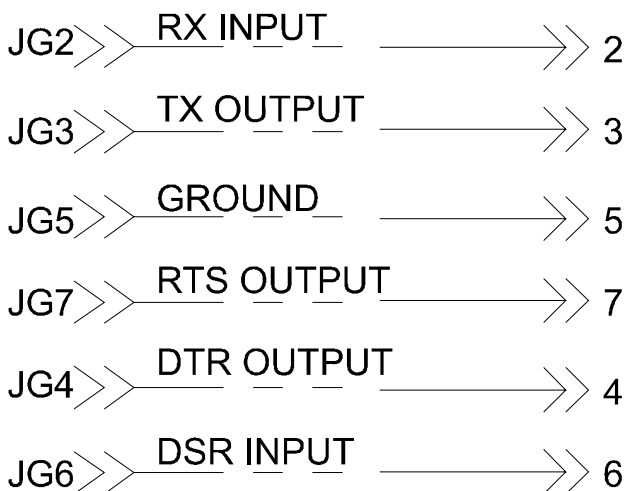 JG2 RX INPUT 2
JG3 TX OUTPUT 3
JG5 GROUND 5
JG7 RTS OUTPUT 7
JG4 DTR OUTPUT 4
JG6 DSR INPUT 6